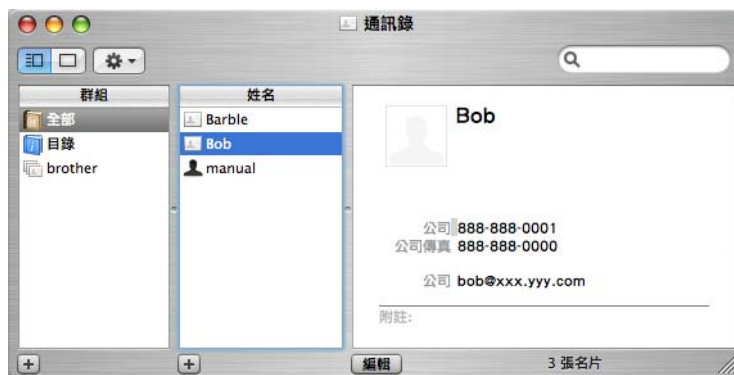 通訊錄
群組
全部
目錄
brother
姓名
Barble
Bob
manual
Bob
公司 888-888-0001
公司傳真 888-888-0000
公司 bob@xxx.yyy.com
附註:
編輯
3 張名片